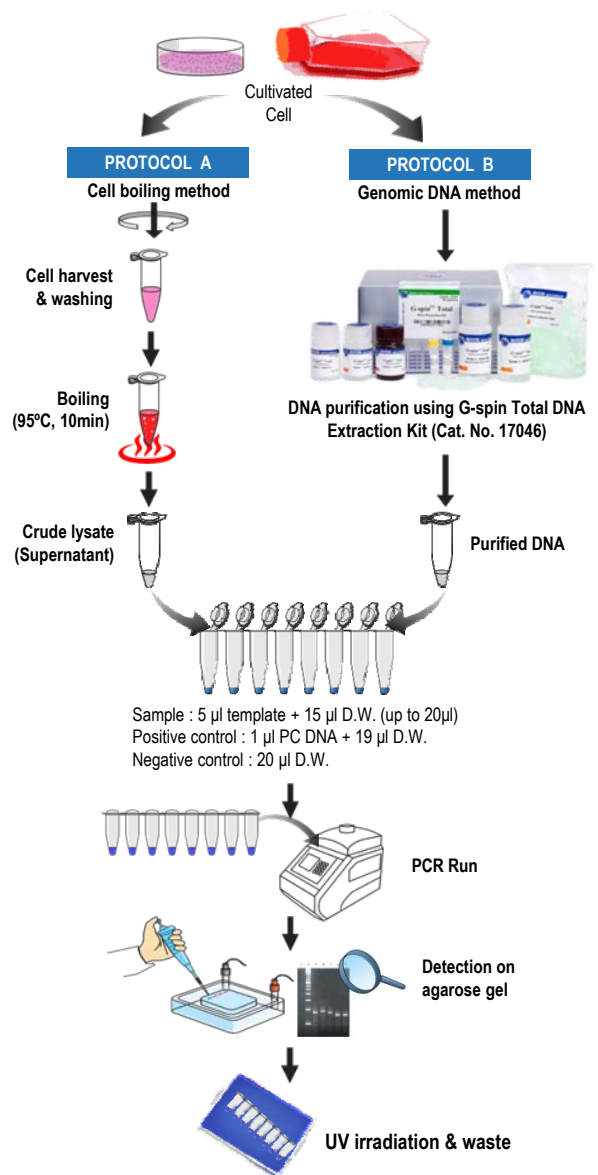 Cultivated
Cell
PROTOCOL A
Cell boiling method
Cell harvest
& washing
Boiling
(95ºC, 10min)
Crude lysate
(Supernatant)
PROTOCOL B
Genomic DNA method
G-spin™ Total
DNA purification using G-spin Total DNA
Extraction Kit (Cat. No. 17046)
Purified DNA
Sample : 5 µl template + 15 µl D.W. (up to 20µl)
Positive control : 1 µl PC DNA + 19 µl D.W.
Negative control : 20 µl D.W.
PCR Run
Detection on
agarose gel
UV irradiation & waste